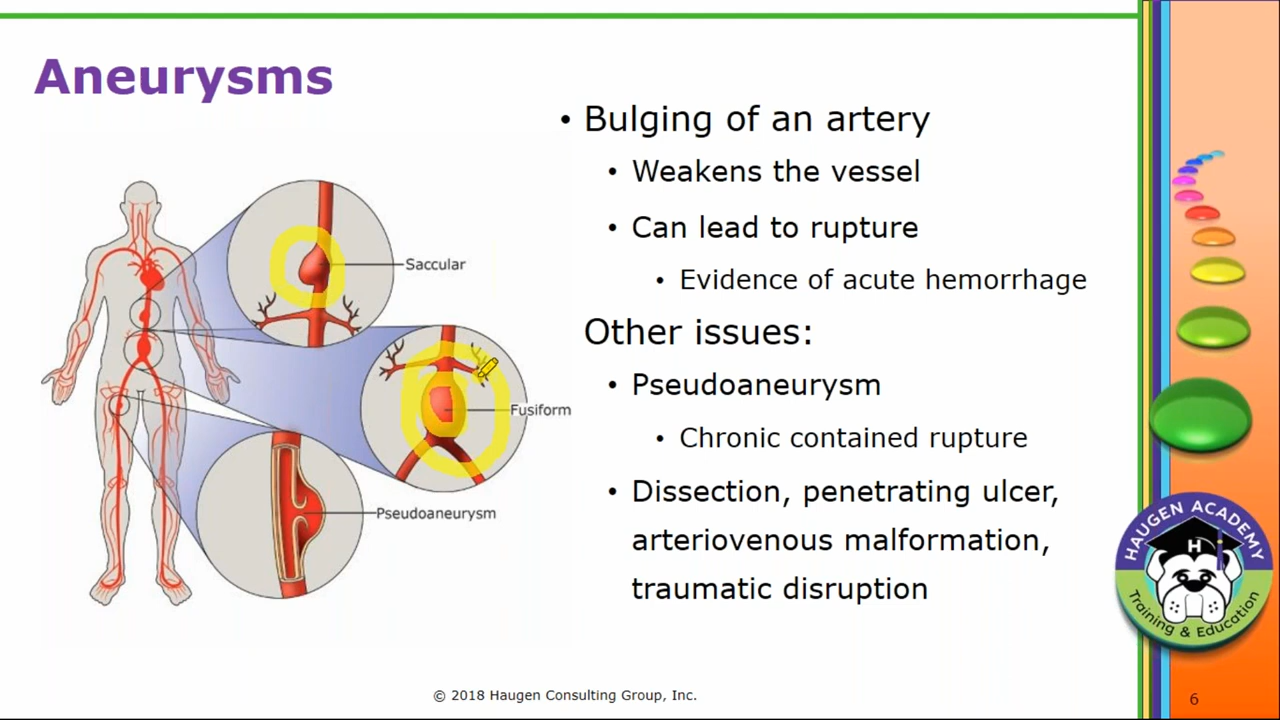 Aneurysms
Saccular
Fusiform
Pseudoaneurysm
• Bulging of an artery
• Weakens the vessel
• Can lead to rupture
• Evidence of acute hemorrhage
Other issues:
• Pseudoaneurysm
• Chronic contained rupture
• Dissection, penetrating ulcer,
arteriovenous malformation,
traumatic disruption
HAUGEN ACADEMY
H
Training & Education
© 2018 Haugen Consulting Group, Inc.
6